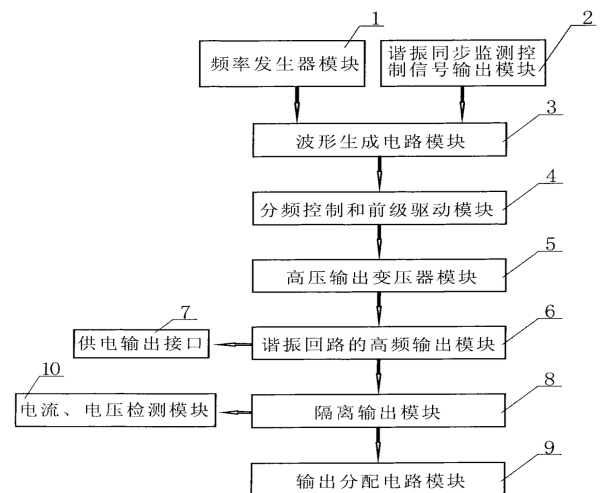 1
2
频率发生器模块
谐振同步监测控
制信号输出模块
3
波形生成电路模块
4
分频控制和前级驱动模块
5
高压输出变压器模块
6
7
供电输出接口
谐振回路的高频输出模块
8
10
电流、电压检测模块
隔离输出模块
9
输出分配电路模块